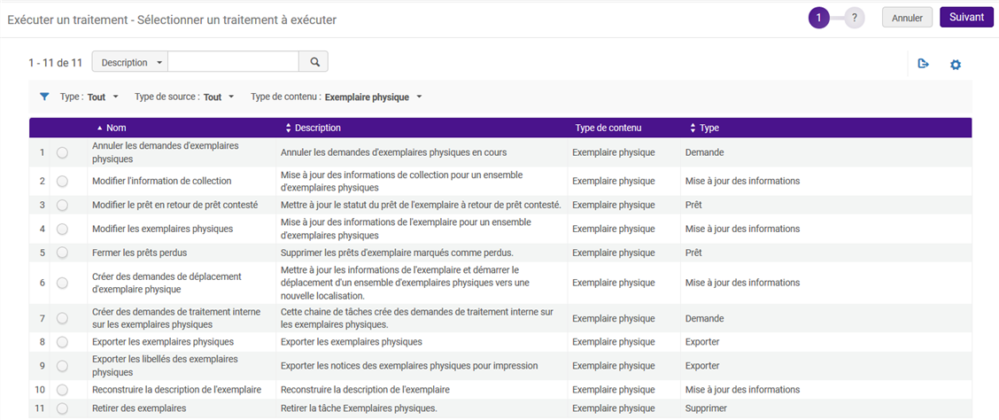 Exécuter un traitement - Sélectionner un traitement à exécuter
1
?
Annuler
Suivant
1 - 11 de 11
Description
Type : Tout
Type de source : Tout
Type de contenu : Exemplaire physique
Nom
Description
Type de contenu
Type
1
Annuler les demandes d'exemplaires
physiques
Annuler les demandes d'exemplaires physiques en cours
Exemplaire physique
Demande
2
Modifier l'information de collection
Mise à jour des informations de collection pour un ensemble
d'exemplaires physiques
Exemplaire physique
Mise à jour des informations
3
Modifier le prêt en retour de prêt contesté
Mettre à jour le statut du prêt de l'exemplaire à retour de prêt contesté.
Exemplaire physique
Prêt
4
Modifier les exemplaires physiques
Mise à jour des informations de l'exemplaire pour un ensemble
d'exemplaires physiques
Exemplaire physique
Mise à jour des informations
5
Fermer les prêts perdus
Supprimer les prêts d'exemplaire marqués comme perdus.
Exemplaire physique
Prêt
6
Créer des demandes de déplacement
d'exemplaire physique
Mettre à jour les informations de l'exemplaire et démarrer le
déplacement d'un ensemble d'exemplaires physiques vers une
nouvelle localisation.
Exemplaire physique
Mise à jour des informations
7
Créer des demandes de traitement interne
sur les exemplaires physiques
Cette chaine de tâches crée des demandes de traitement interne sur
les exemplaires physiques.
Exemplaire physique
Demande
8
Exporter les exemplaires physiques
Exporter les exemplaires physiques
Exemplaire physique
Exporter
9
Exporter les libellés des exemplaires
physiques
Exporter les notices des exemplaires physiques pour impression
Exemplaire physique
Exporter
10
Reconstruire la description de l'exemplaire
Reconstruire la description de l'exemplaire
Exemplaire physique
Mise à jour des informations
11
Retirer des exemplaires
Retirer la tâche Exemplaires physiques.
Exemplaire physique
Supprimer